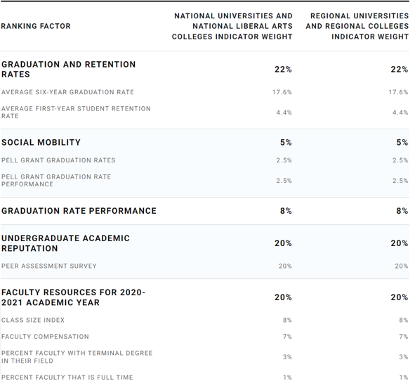 RANKING FACTOR
NATIONAL UNIVERSITIES AND
NATIONAL LIBERAL ARTS
COLLEGES INDICATOR WEIGHT
REGIONAL UNIVERSITIES
AND REGIONAL COLLEGES
INDICATOR WEIGHT
GRADUATION AND RETENTION
RATES
22% 22%
AVERAGE SIX-YEAR GRADUATION RATE 17.6% 17.6%
AVERAGE FIRST-YEAR STUDENT RETENTION
RATE
4.4% 4.4%
SOCIAL MOBILITY 5% 5%
PELL GRANT GRADUATION RATES 2.5% 2.5%
PELL GRANT GRADUATION RATE
PERFORMANCE
2.5% 2.5%
GRADUATION RATE PERFORMANCE 8% 8%
UNDERGRADUATE ACADEMIC
REPUTATION
20% 20%
PEER ASSESSMENT SURVEY 20% 20%
FACULTY RESOURCES FOR 2020-
2021 ACADEMIC YEAR
20% 20%
CLASS SIZE INDEX 8% 8%
FACULTY COMPENSATION 7% 7%
PERCENT FACULTY WITH TERMINAL DEGREE
IN THEIR FIELD
3% 3%
PERCENT FACULTY THAT IS FULL TIME 1% 1%